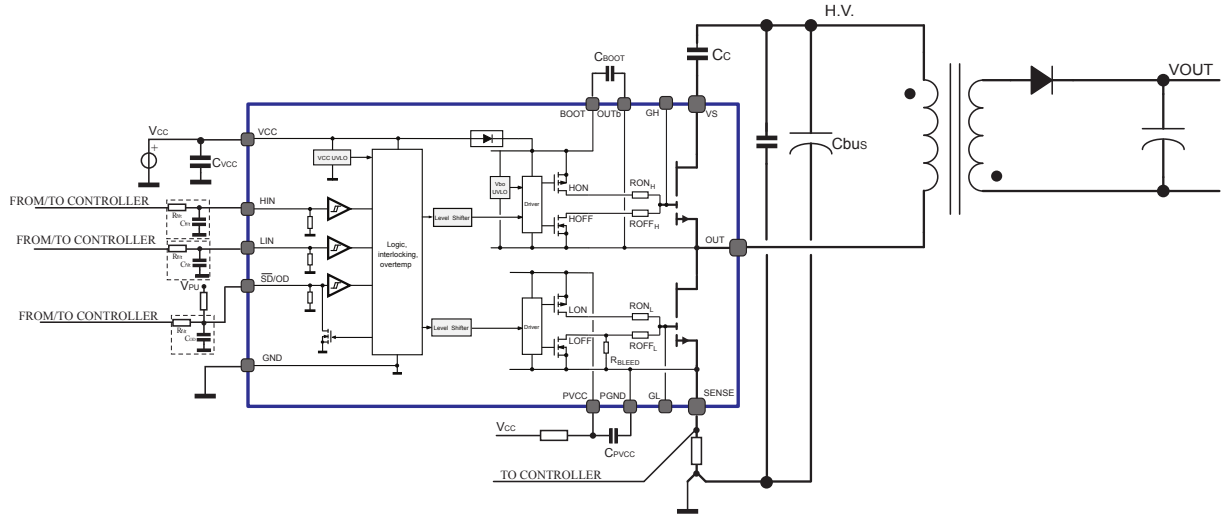 H.V.
CBOOT
CC
VOUT
BOOT
OUTb
GH
VS
VCC
VCC
CVCC
VCC UVLO
Cbus
Vbo
UVLO
HON
RONH
FROM/TO CONTROLLER
HIN
Driver
Level Shifter
HOFF
ROFFH
FROM/TO CONTROLLER
LIN
Logic,
interlocking,
overtemp
OUT
SD/OD
VPU
FROM/TO CONTROLLER
LON
RONL
Level Shifter
Driver
LOFF
ROFFL
RBLEED
GND
PVCC
PGND
GL
SENSE
VCC
CPVCC
TO CONTROLLER